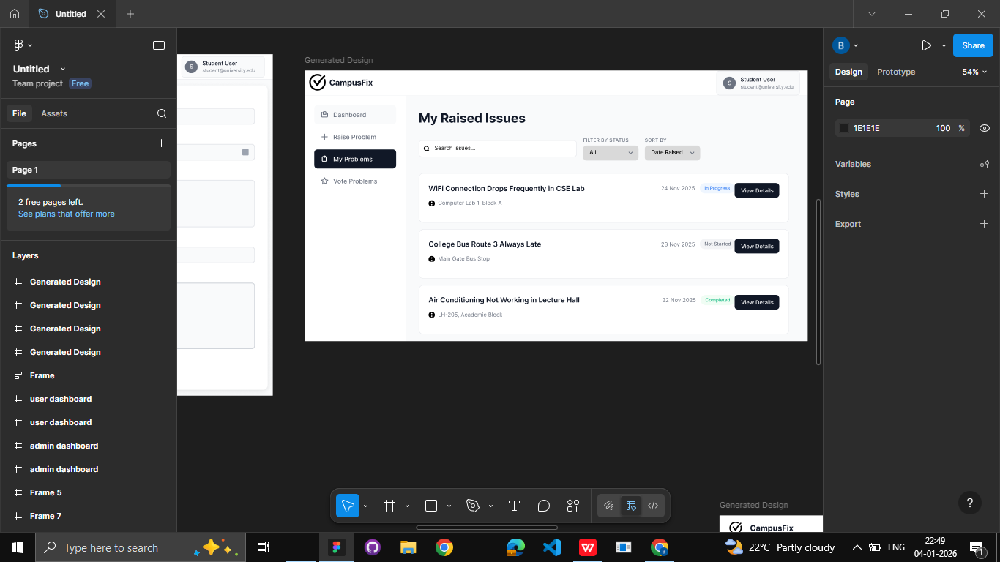 Untitled
Untitled
Team project Free
File Assets
Pages
Page 1
2 free pages left.
See plans that offer more
Layers
Generated Design
Generated Design
Generated Design
Generated Design
Frame
user dashboard
user dashboard
admin dashboard
admin dashboard
Frame 5
Frame 7
S
Student User
student@university.edu
Generated Design
CampusFix
S
Student User
student@university.edu
Dashboard
Raise Problem
My Problems
Vote Problems
My Raised Issues
Search issues...
FILTER BY STATUS
All
SORT BY
Date Raised
WiFi Connection Drops Frequently in CSE Lab
Computer Lab 1, Block A
24 Nov 2025 In Progress View Details
College Bus Route 3 Always Late
Main Gate Bus Stop
23 Nov 2025 Not Started View Details
Air Conditioning Not Working in Lecture Hall
LH-205, Academic Block
22 Nov 2025 Completed View Details
Generated Design
CampusFix
B
Share
Design Prototype 54%
Page
1E1E1E 100 %
Variables
Styles
Export
?
Type here to search
22°C Partly cloudy
ENG
22:49
04-01-2026
1